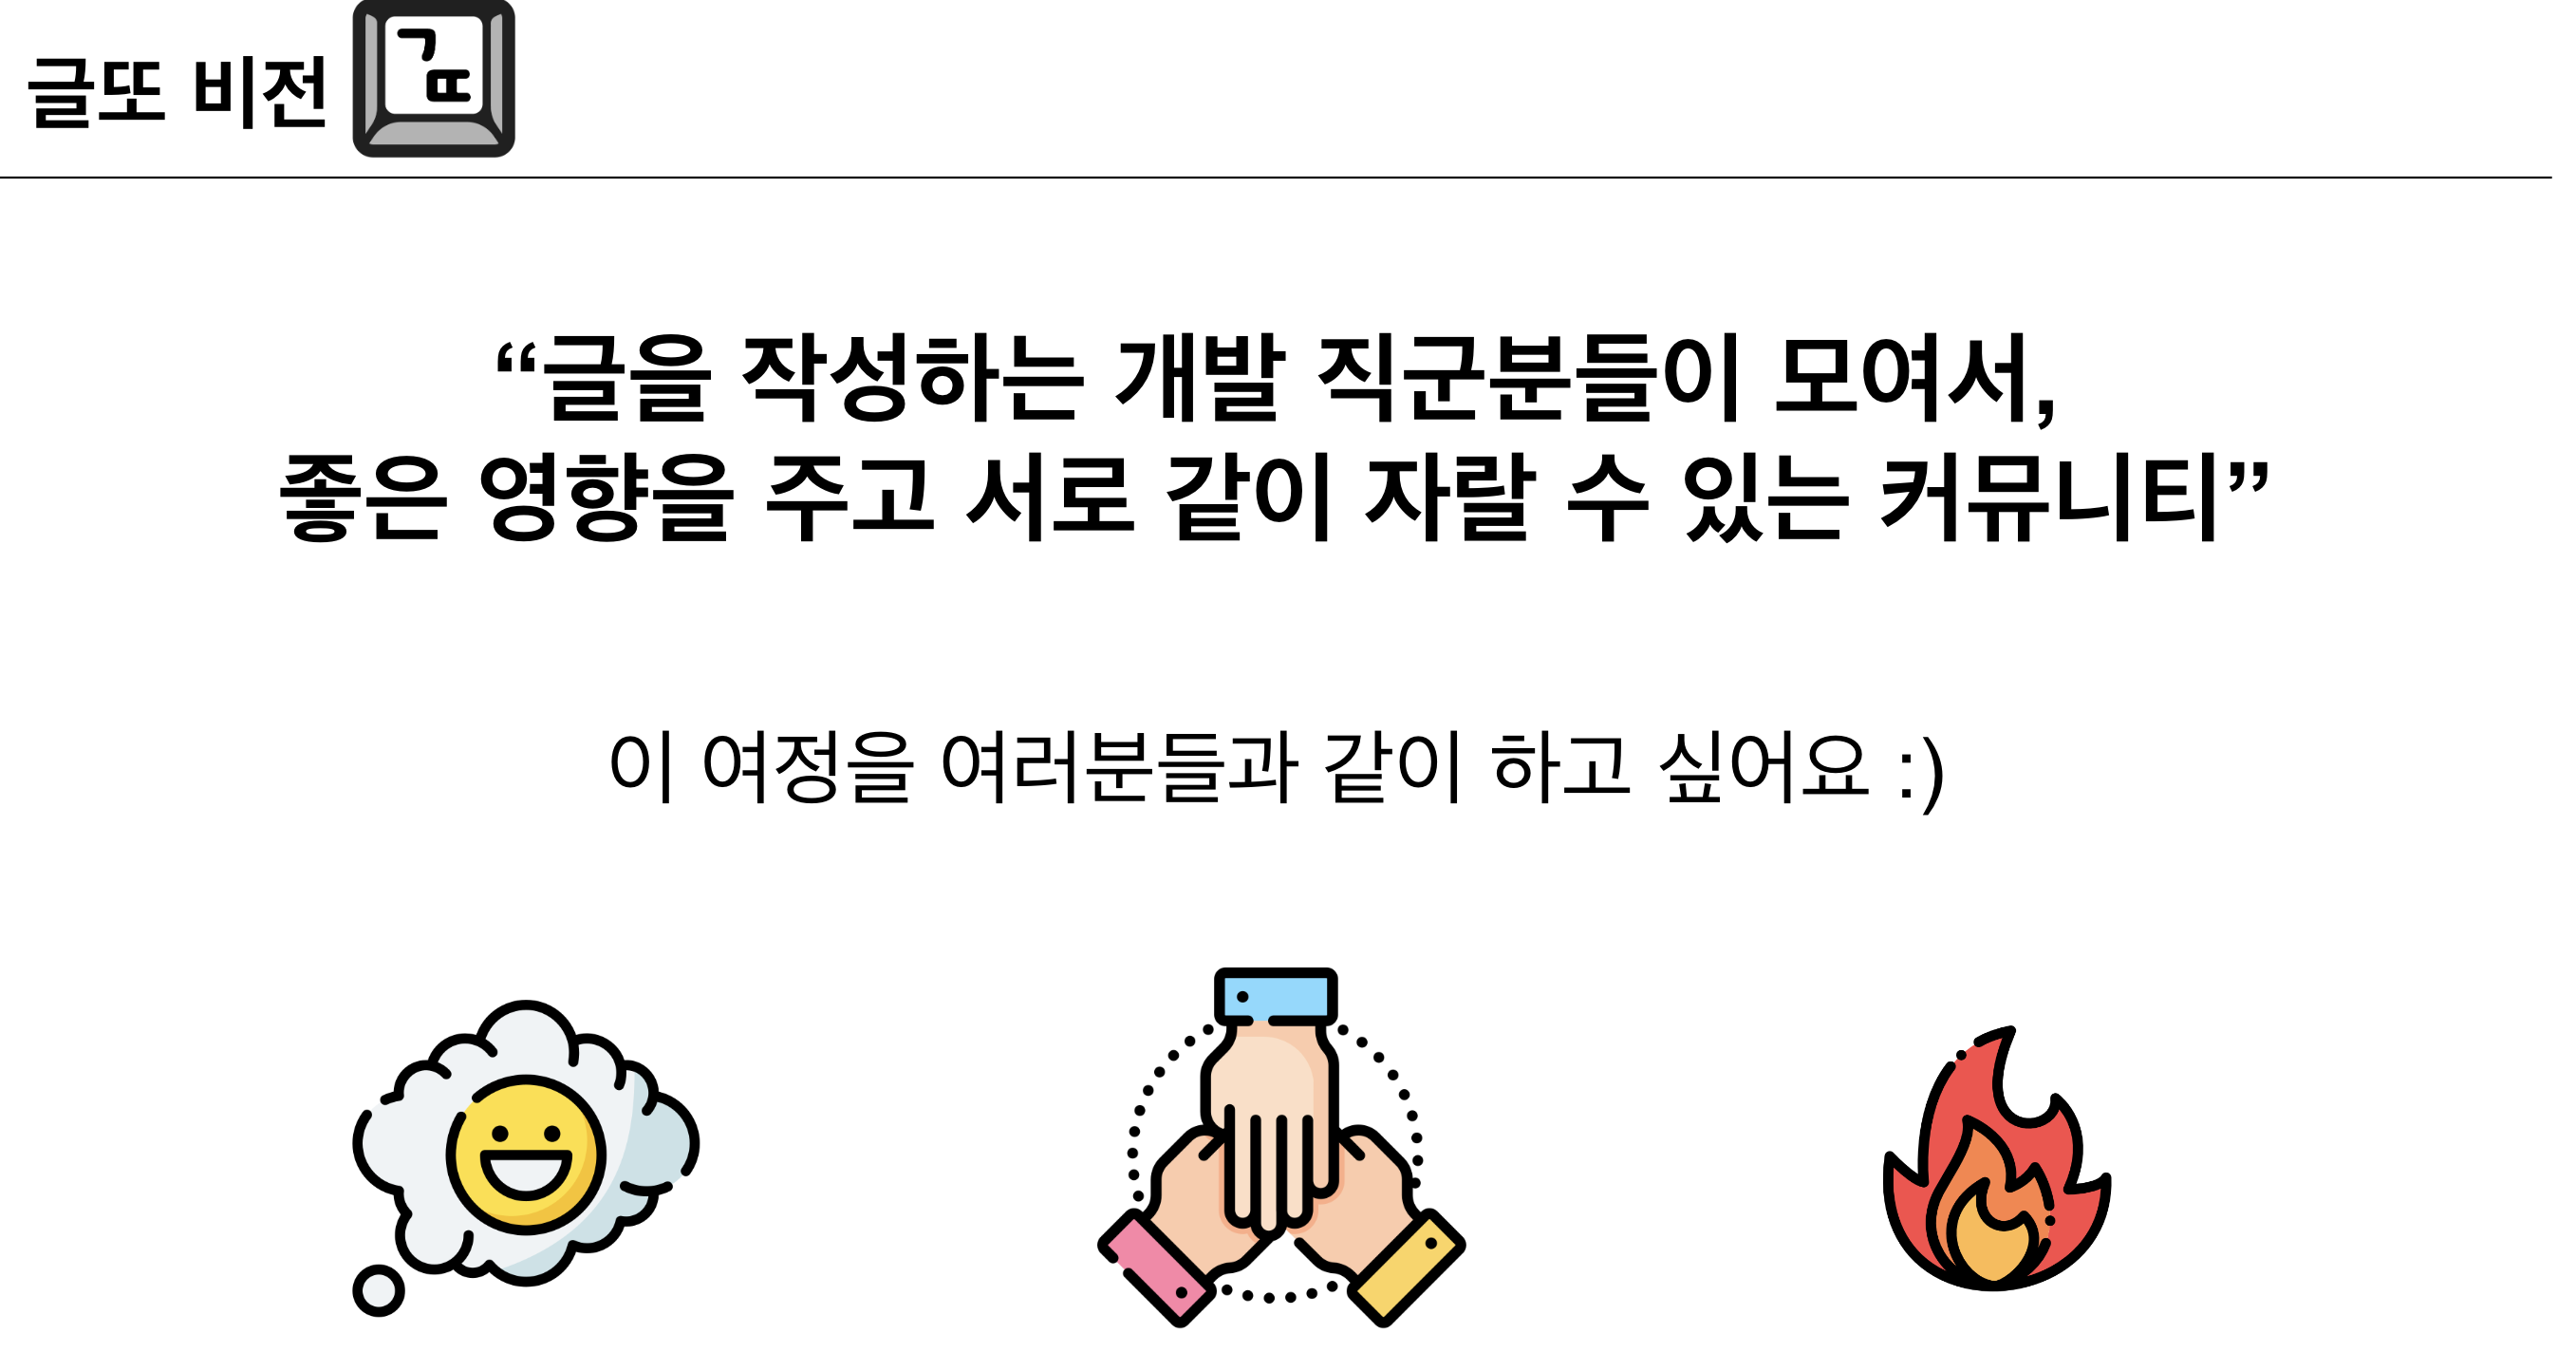 글또 비전
ㄱ
ㄸ
“글을 작성하는 개발 직군분들이 모여서,
좋은 영향을 주고 서로 같이 자랄 수 있는 커뮤니티”
이 여정을 여러분들과 같이 하고 싶어요 :)